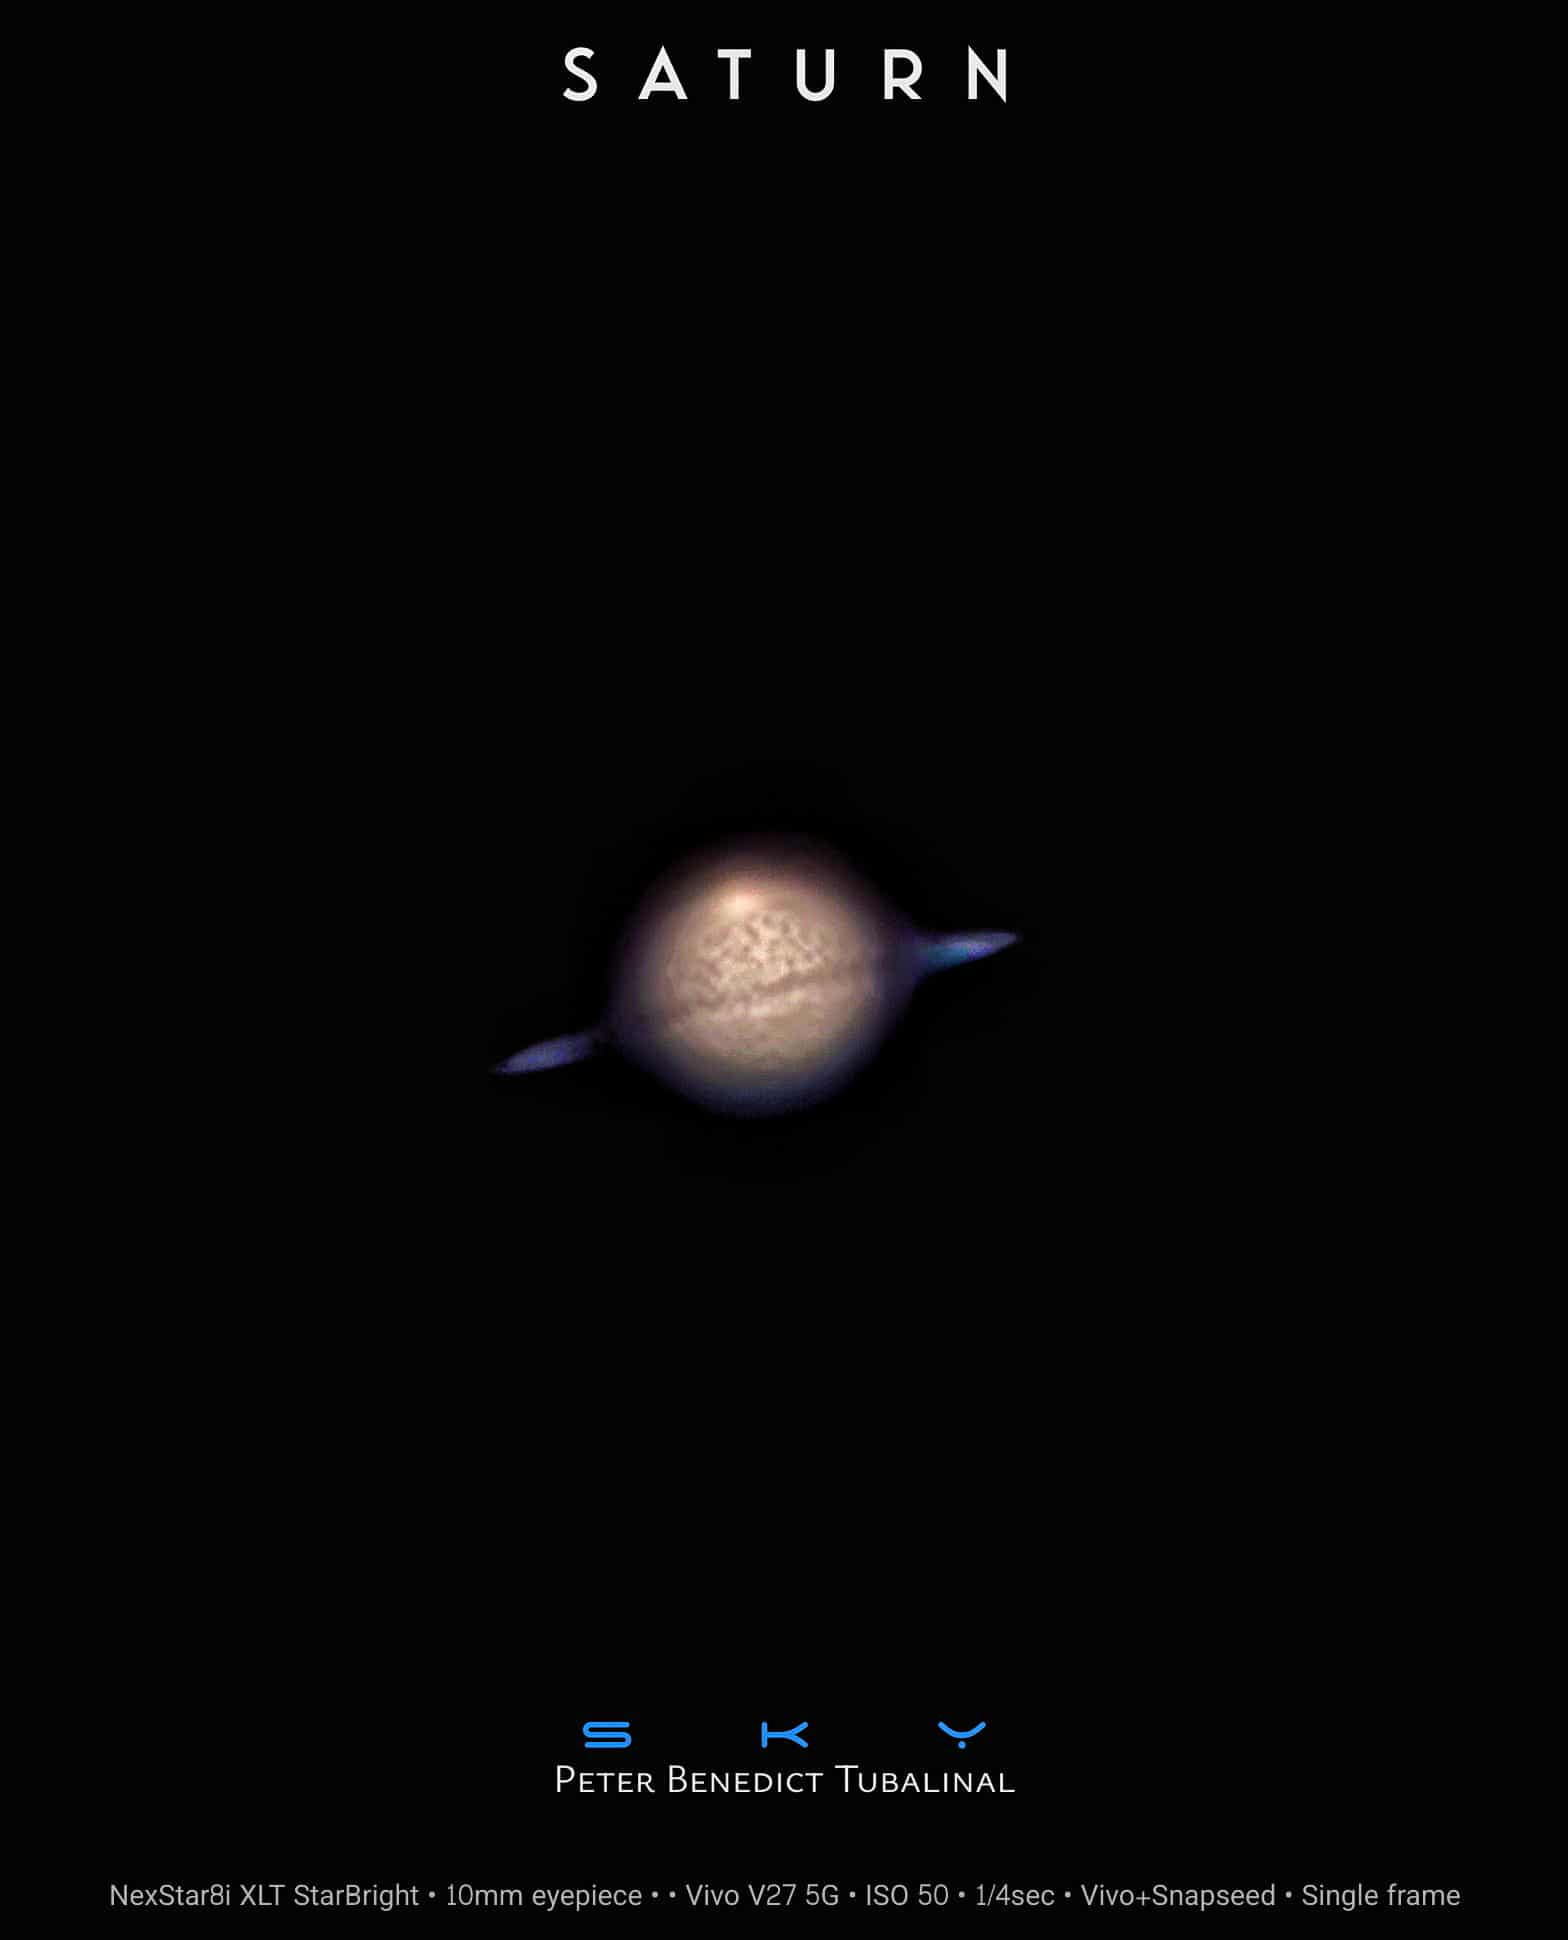 SATURN
SKY
Peter Benedict Tubalinal
NexStar8i XLT StarBright • 10mm eyepiece • • Vivo V27 5G • ISO 50 • 1/4sec • Vivo+Snapseed • Single frame